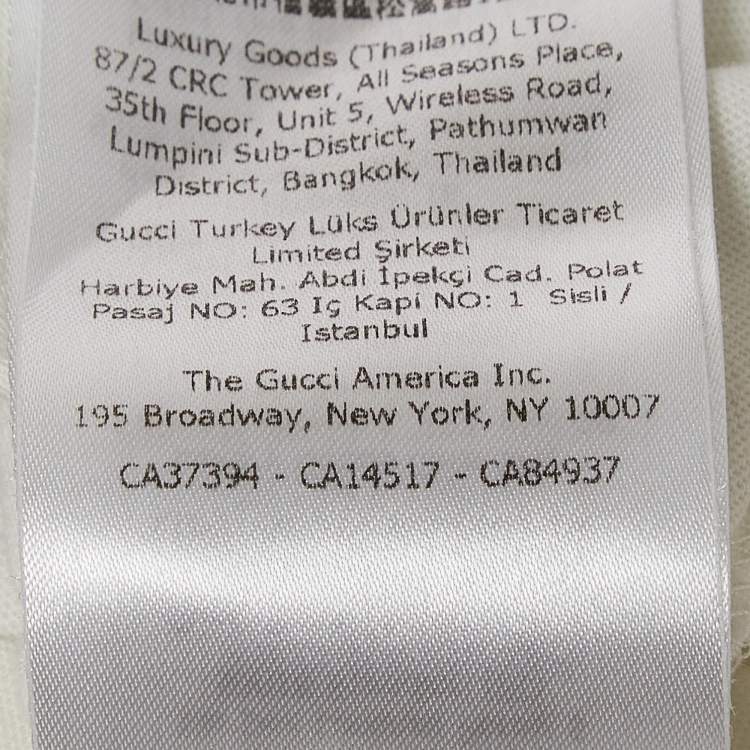 Luxury Goods (Thailand) LTD.
87/2 CRC Tower, All Seasons Place,
35th Floor, Unit 5, Wireless Road,
Lumpini Sub-District, Pathumwan
District, Bangkok, Thailand
Gucci Turkey Lüks Ürünler Ticaret
Limited Şirketi
Harbiye Mah. Abdi İpekçi Cad. Polat
Pasaj NO: 63 Iç Kapi NO: 1 Sisli /
Istanbul
The Gucci America Inc.
195 Broadway, New York, NY 10007
CA37394 - CA14517 - CA84937